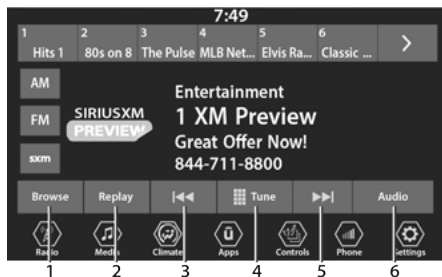 7:49
1 2 3 4 5 6
Hits 1 80s on 8 The Pulse MLB Net... Elvis Ra... Classic ...
AM
FM
sxm
SIRIUSXM
PREVIEW
Entertainment
1 XM Preview
Great Offer Now!
844-711-8800
Browse Replay Tune Audio
Radio Media Climate Apps Controls Phone Settings
1 2 3 4 5 6